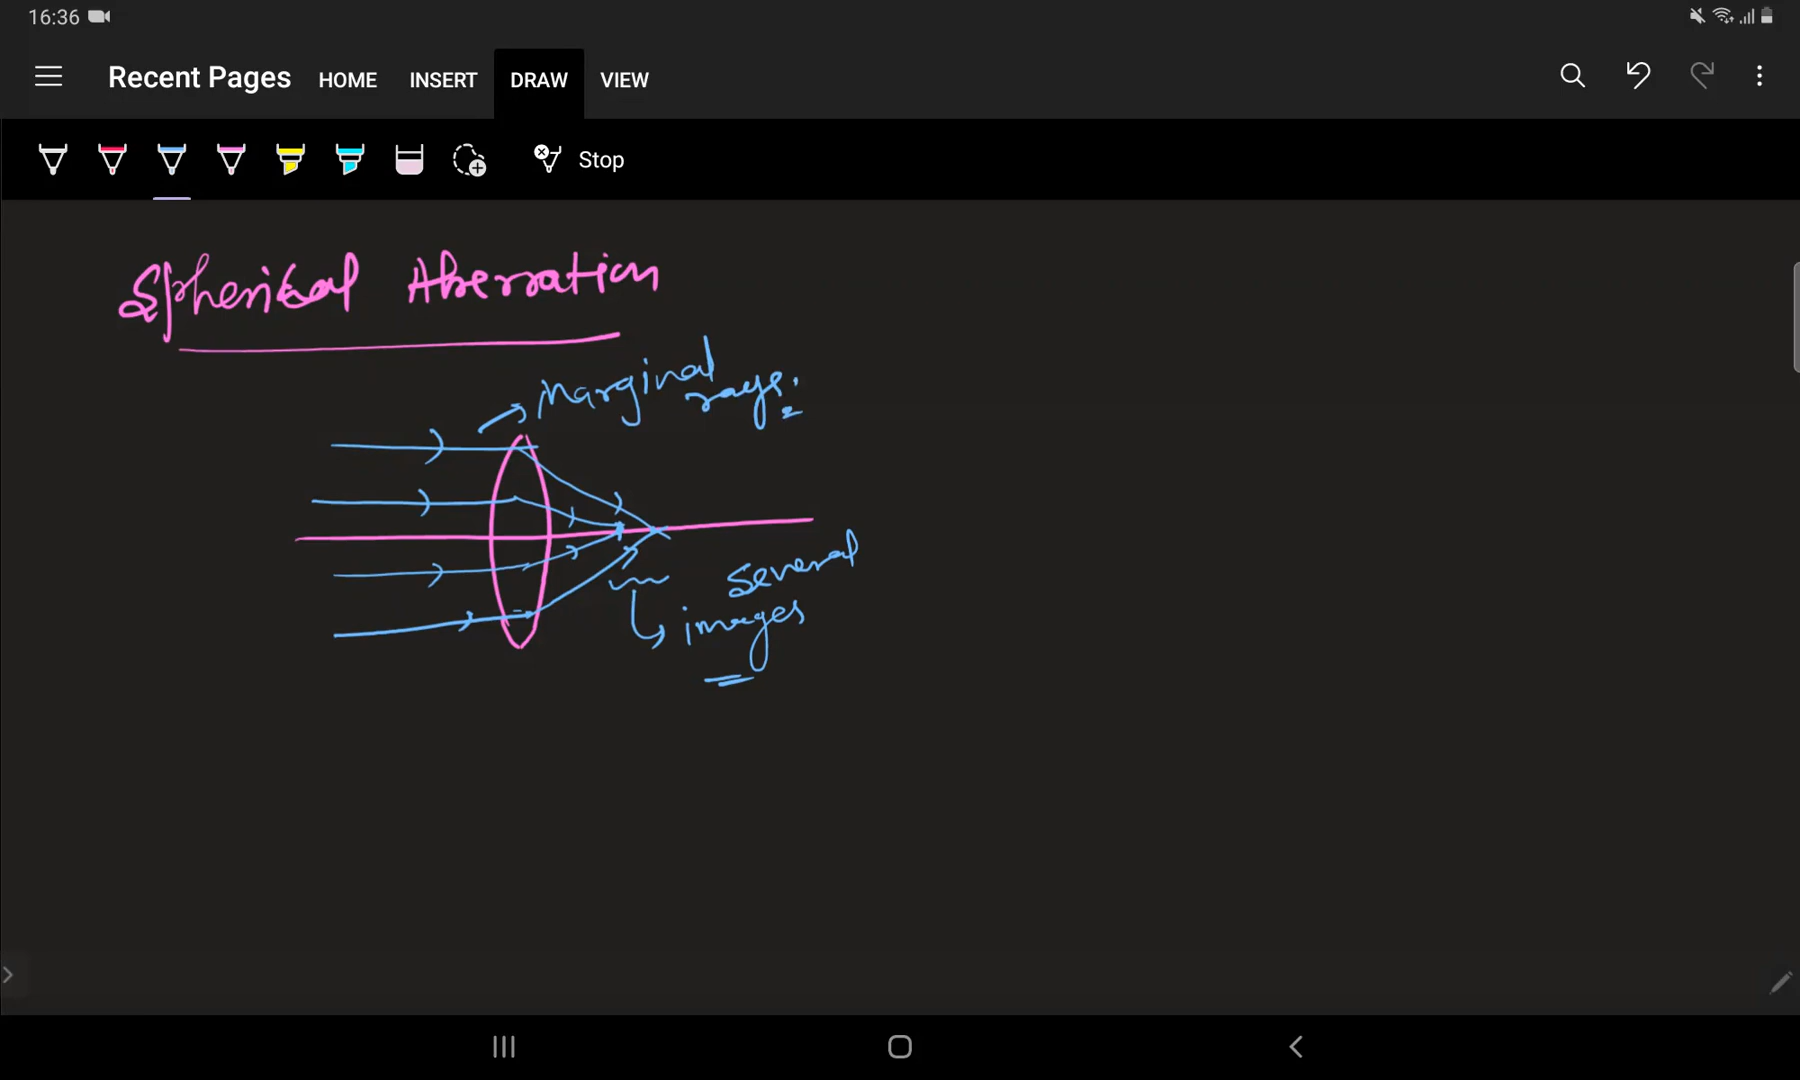 16:36
Recent Pages HOME INSERT DRAW VIEW
Stop
Spherical Aberration
Marginal
rays.
Several
images